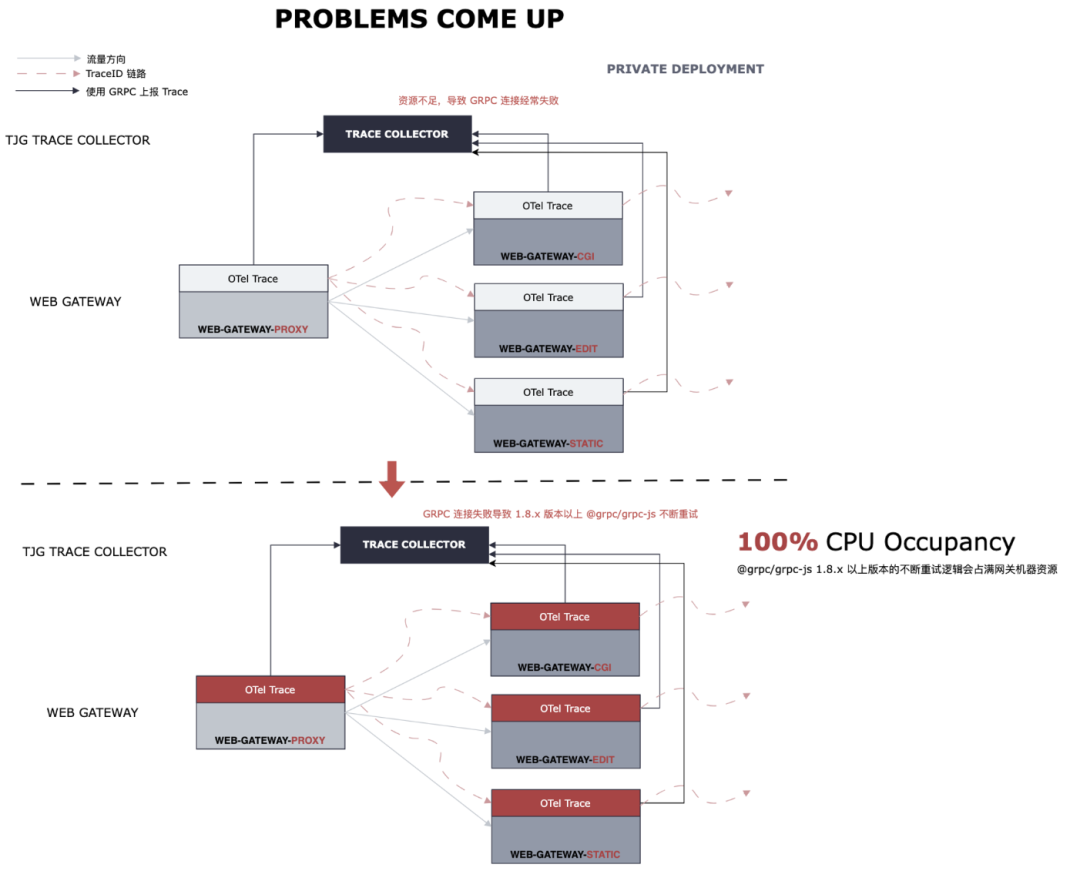 PROBLEMS COME UP
流量方向
TraceID 链路
使用 GRPC 上报 Trace
PRIVATE DEPLOYMENT
资源不足，导致 GRPC 连接经常失败
TJG TRACE COLLECTOR
TRACE COLLECTOR
OTel Trace
WEB-GATEWAY-CGI
OTel Trace
WEB GATEWAY
WEB-GATEWAY-PROXY
OTel Trace
WEB-GATEWAY-EDIT
OTel Trace
WEB-GATEWAY-STATIC
GRPC 连接失败导致 1.8.x 版本以上 @grpc/grpc-js 不断重试
TJG TRACE COLLECTOR
TRACE COLLECTOR
100% CPU Occupancy
@grpc/grpc-js 1.8.x 以上版本的不断重试逻辑会占满网关机器资源
OTel Trace
WEB-GATEWAY-CGI
OTel Trace
WEB GATEWAY
WEB-GATEWAY-PROXY
OTel Trace
WEB-GATEWAY-EDIT
OTel Trace
WEB-GATEWAY-STATIC